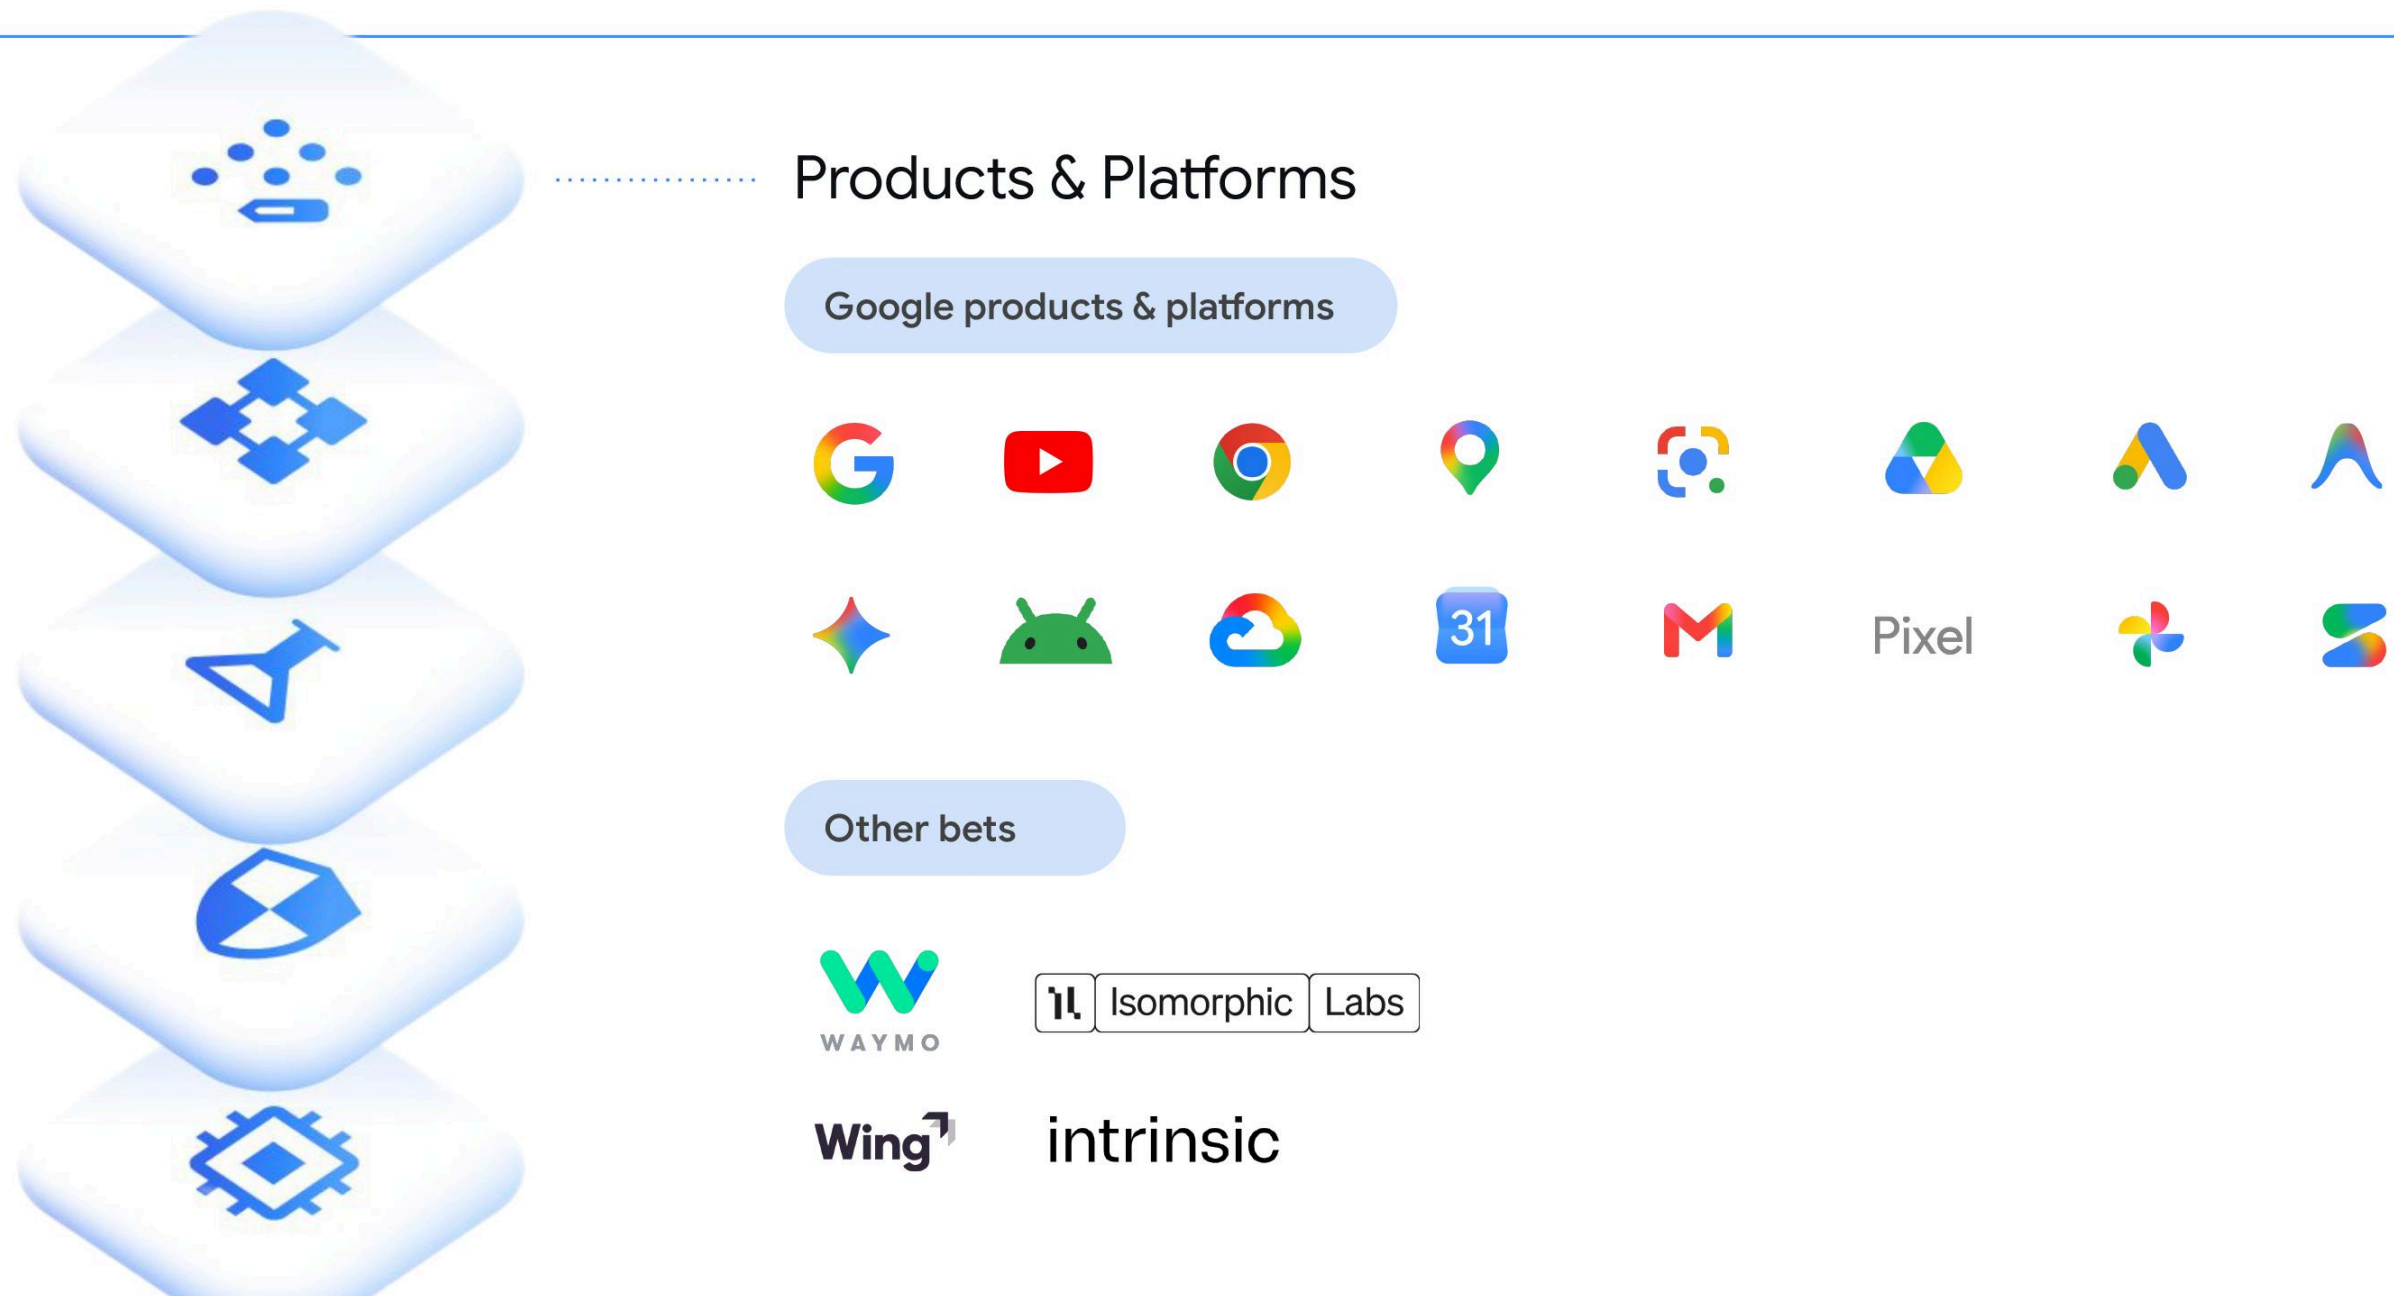 Products & Platforms
Google products & platforms
31
Pixel
Other bets
WAYMO
Isomorphic Labs
Wing
intrinsic